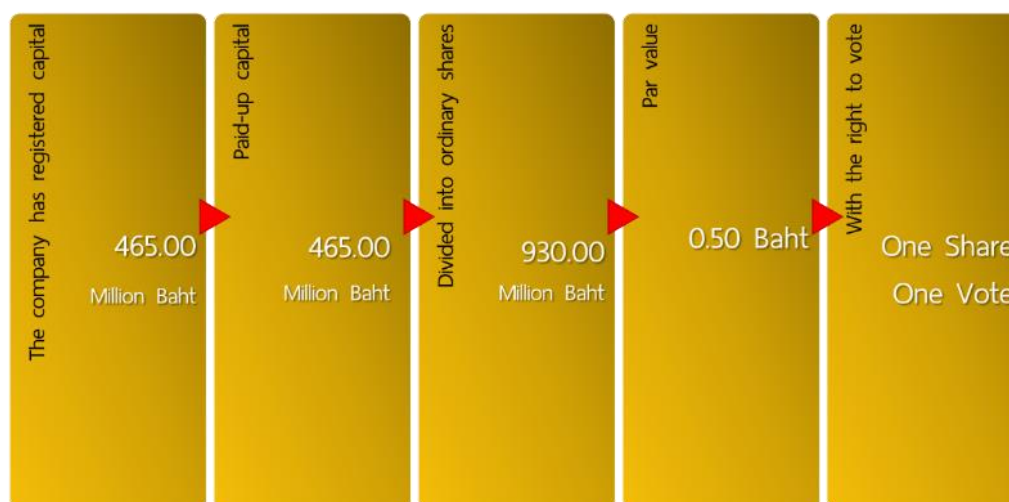 The company has registered capital
465.00
Million Baht
Paid-up capital
465.00
Million Baht
Divided into ordinary shares
930.00
Million Baht
Par value
0.50 Baht
With the right to vote
One Share
One Vote